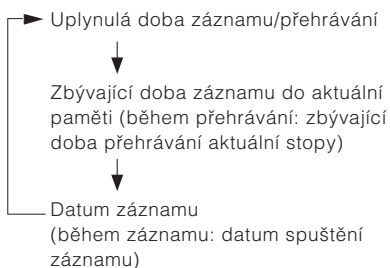 Uplynulá doba záznamu/přehrávání
Zbývající doba záznamu do aktuální
paměti (během přehrávání: zbývající
doba přehrávání aktuální stopy)
Datum záznamu
(během záznamu: datum spuštění
záznamu)